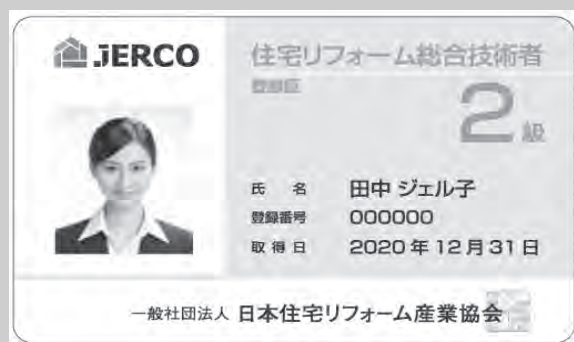 JERCO
住宅リフォーム総合技術者
登録証
2級
氏 名 田中 ジェル子
登録番号 000000
取得日 2020年12月31日
一般社団法人 日本住宅リフォーム産業協会